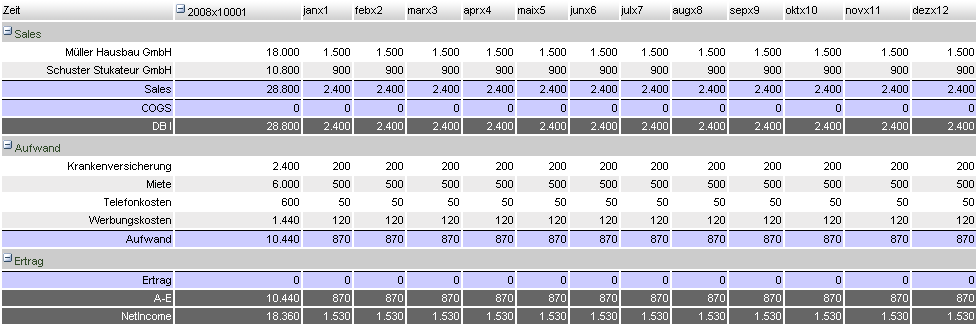 Zeit 2008x10001 janx1 febx2 marx3 aprx4 maix5 junx6 julx7 augx8 sepx9 oktx10 novx11 dezx12
Sales
Müller Hausbau GmbH 18.000 1.500 1.500 1.500 1.500 1.500 1.500 1.500 1.500 1.500 1.500 1.500 1.500
Schuster Stukateur GmbH 10.800 900 900 900 900 900 900 900 900 900 900 900 900
Sales 28.800 2.400 2.400 2.400 2.400 2.400 2.400 2.400 2.400 2.400 2.400 2.400 2.400
COGS 0 0 0 0 0 0 0 0 0 0 0 0 0
DB I 28.800 2.400 2.400 2.400 2.400 2.400 2.400 2.400 2.400 2.400 2.400 2.400 2.400
Aufwand
Krankenversicherung 2.400 200 200 200 200 200 200 200 200 200 200 200 200
Miete 6.000 500 500 500 500 500 500 500 500 500 500 500 500
Telefonkosten 600 50 50 50 50 50 50 50 50 50 50 50 50
Werbungskosten 1.440 120 120 120 120 120 120 120 120 120 120 120 120
Aufwand 10.440 870 870 870 870 870 870 870 870 870 870 870 870
Ertrag
Ertrag 0 0 0 0 0 0 0 0 0 0 0 0 0
A-E 10.440 870 870 870 870 870 870 870 870 870 870 870 870
NetIncome 18.360 1.530 1.530 1.530 1.530 1.530 1.530 1.530 1.530 1.530 1.530 1.530 1.530